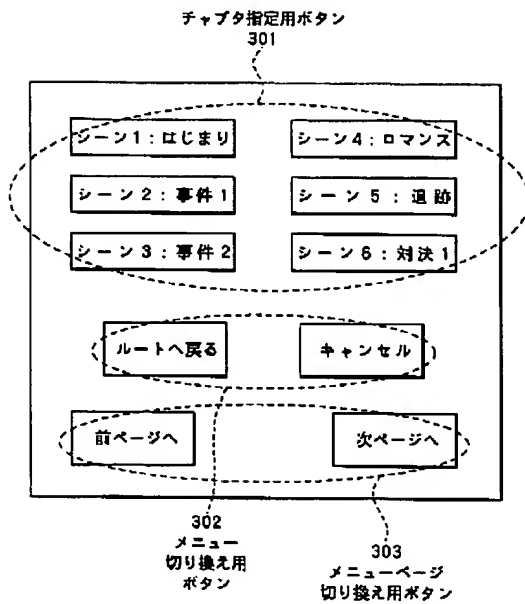 チャプタ指定用ボタン
301
シーン1:はじまり
シーン4:ロマンス
シーン2:事件1
シーン5:追跡
シーン3:事件2
シーン6:対決1
ルートへ戻る
キャンセル
前ページへ
次ページへ
302
メニュー
切り換え用
ボタン
303
メニューページ
切り換え用ボタン